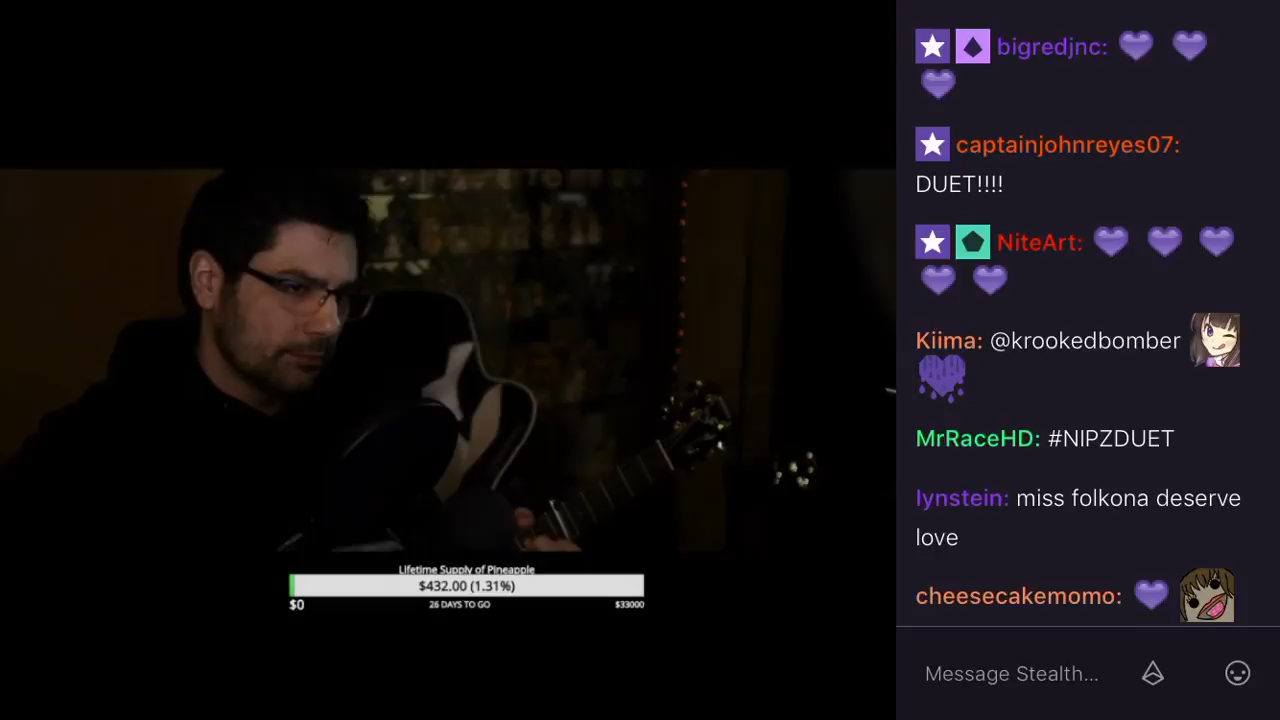 bigredjnc:
captainjohnreyes07:
DUET!!!!
NiteArt:
Kiima: @krookedbomber
MrRaceHD: #NIPZDUET
lynstein: miss folkona deserve
love
cheesecakemomo:
Message Stealth...
Lifetime Supply of Pineapple
$432.00 (1.31%)
$0 26 DAYS TO GO $33000